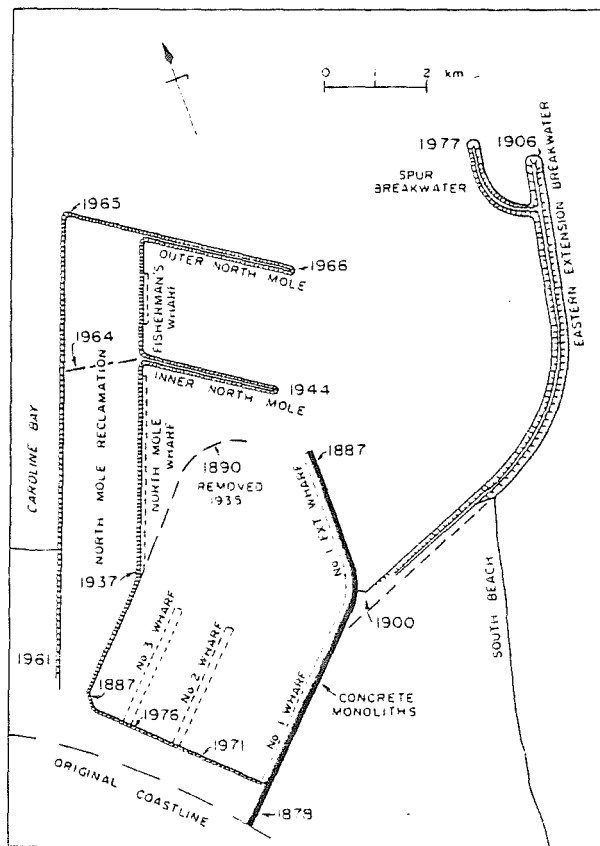 0 1 2 km
1977
1906
SPUR
BREAKWATER
EASTERN EXTENSION BREAKWATER
1965
OUTER NORTH MOLE
1966
FISHERMAN'S
WHARF
1964
INNER NORTH MOLE
1944
CAROLINE BAY
NORTH MOLE RECLAMATION
NORTH MOLE
WHARF
1890
REMOVED
1935
1887
No 1 EXT WHARF
1937
1900
SOUTH BEACH
1961
No 3 WHARF
No 2 WHARF
1887
No 1 WHARF
CONCRETE
MONOLITHS
1976
1971
ORIGINAL
COASTLINE
1879